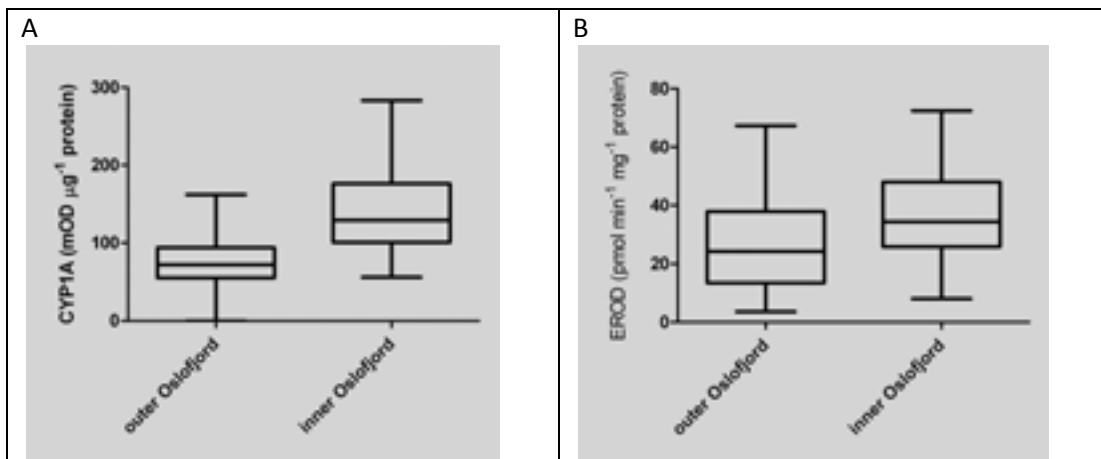 A
CYP1A (mOD μg⁻¹ protein)
300
200
100
0
outer Oslofjord
inner Oslofjord
B
EROD (pmol min⁻¹ mg⁻¹ protein)
80
60
40
20
0
outer Oslofjord
inner Oslofjord